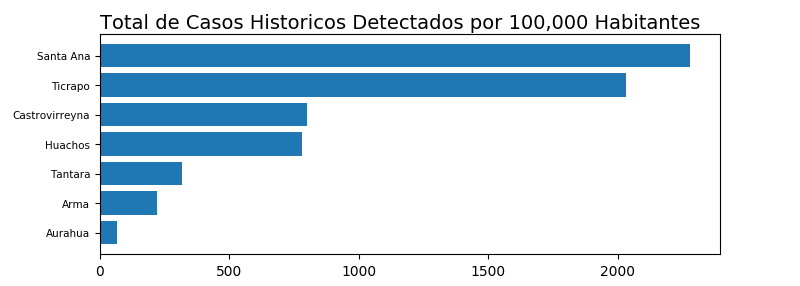 Total de Casos Historicos Detectados por 100,000 Habitantes
Santa Ana
Ticrapo
Castrovirreyna
Huachos
Tantara
Arma
Aurahua
0 500 1000 1500 2000